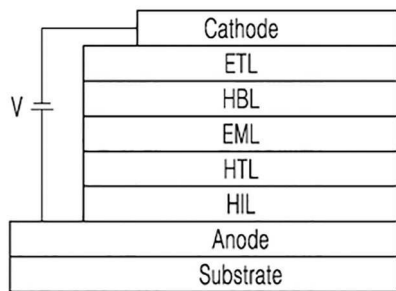 Cathode
ETL
HBL
V
EML
HTL
HIL
Anode
Substrate